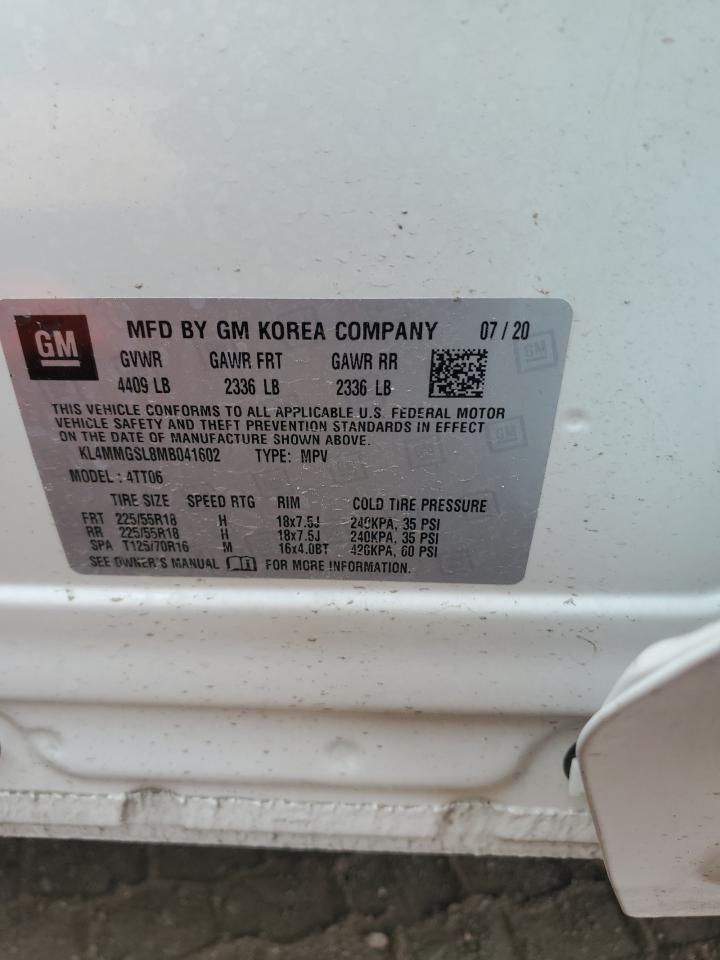 GM MFD BY GM KOREA COMPANY 07 / 20
GVWR GAWR FRT GAWR RR
4409 LB 2336 LB 2336 LB
THIS VEHICLE CONFORMS TO ALL APPLICABLE U.S. FEDERAL MOTOR
VEHICLE SAFETY AND THEFT PREVENTION STANDARDS IN EFFECT
ON THE DATE OF MANUFACTURE SHOWN ABOVE.
KL4MMGSL8MB041602 TYPE: MPV
MODEL : 4TT06
TIRE SIZE SPEED RTG RIM COLD TIRE PRESSURE
FRT 225/55R18 H 18x7.5J 240KPA, 35 PSI
RR 225/55R18 H 18x7.5J 240KPA, 35 PSI
SPA T125/70R16 M 16x4.0BT 420KPA, 60 PSI
SEE OWNER'S MANUAL FOR MORE INFORMATION.